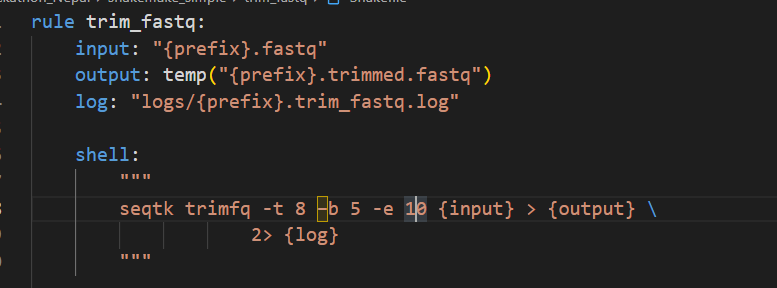 rule trim_fastq:
    input: "{prefix}.fastq"
    output: temp("{prefix}.trimmed.fastq")
    log: "logs/{prefix}.trim_fastq.log"
    shell:
        """
        seqtk trimfq -t 8 -b 5 -e 10 {input} > {output} \
                    2> {log}
        """